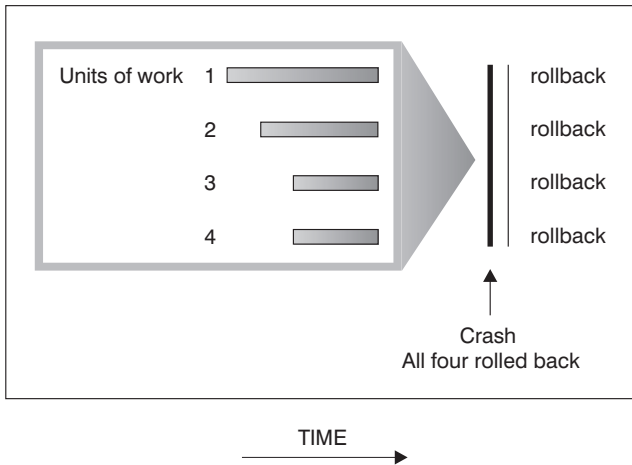 Units of work 1 rollback
2 rollback
3 rollback
4 rollback
Crash
All four rolled back
TIME